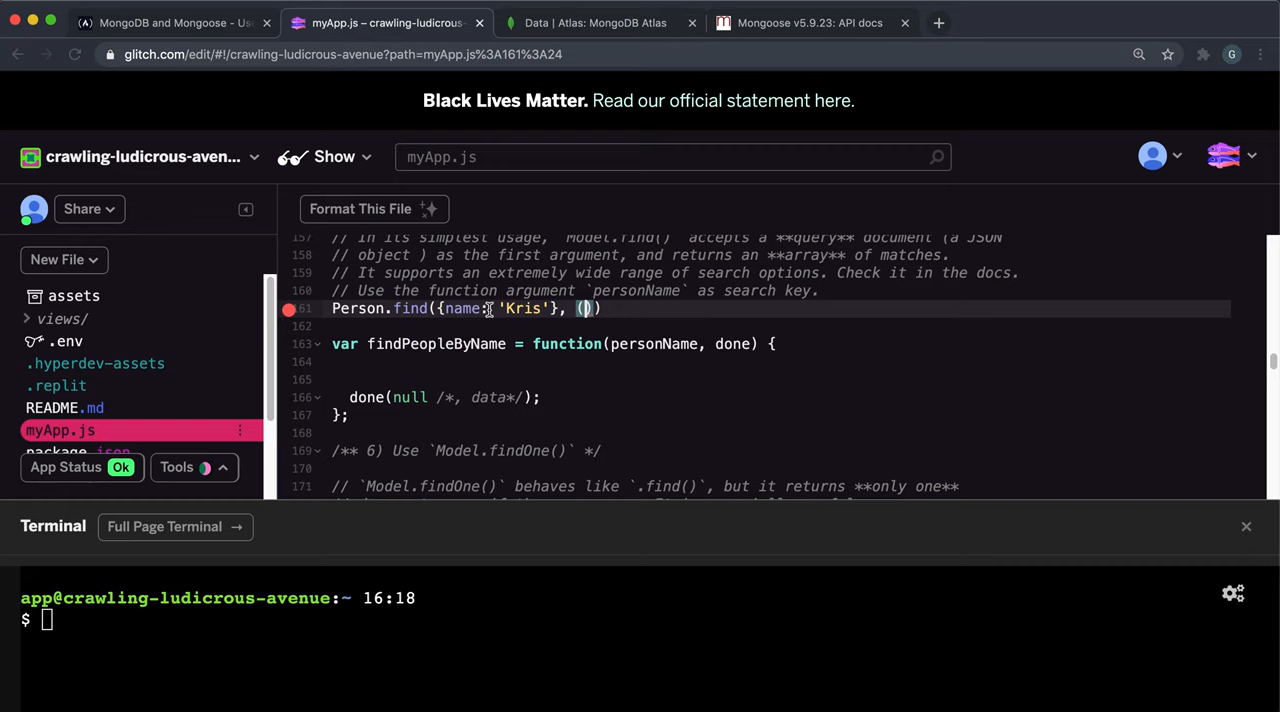 MongoDB and Mongoose - Use
myApp.js – crawling-ludicrous-
Data | Atlas: MongoDB Atlas
Mongoose v5.9.23: API docs
glitch.com/edit/#!/crawling-ludicrous-avenue?path=myApp.js%3A161%3A24
G
Black Lives Matter. Read our official statement here.
crawling-ludicrous-aven...
Show
myApp.js
Share
Format This File
New File
assets
views/
.env
.hyperdev-assets
.replit
README.md
myApp.js
package.json
App Status Ok
Tools
157 // In its simplest usage, `Model.find()` accepts a **query** document (a JSON
158 // object ) as the first argument, and returns an **array** of matches.
159 // It supports an extremely wide range of search options. Check it in the docs.
160 // Use the function argument `personName` as search key.
161 Person.find({name: 'Kris'}, ())
162
163 var findPeopleByName = function(personName, done) {
164
165
166 done(null /*, data*/);
167 };
168
169 /** 6) Use `Model.findOne()` */
170
171 // `Model.findOne()` behaves like `.find()`, but it returns **only one**
Terminal
Full Page Terminal →
app@crawling-ludicrous-avenue:~ 16:18
$